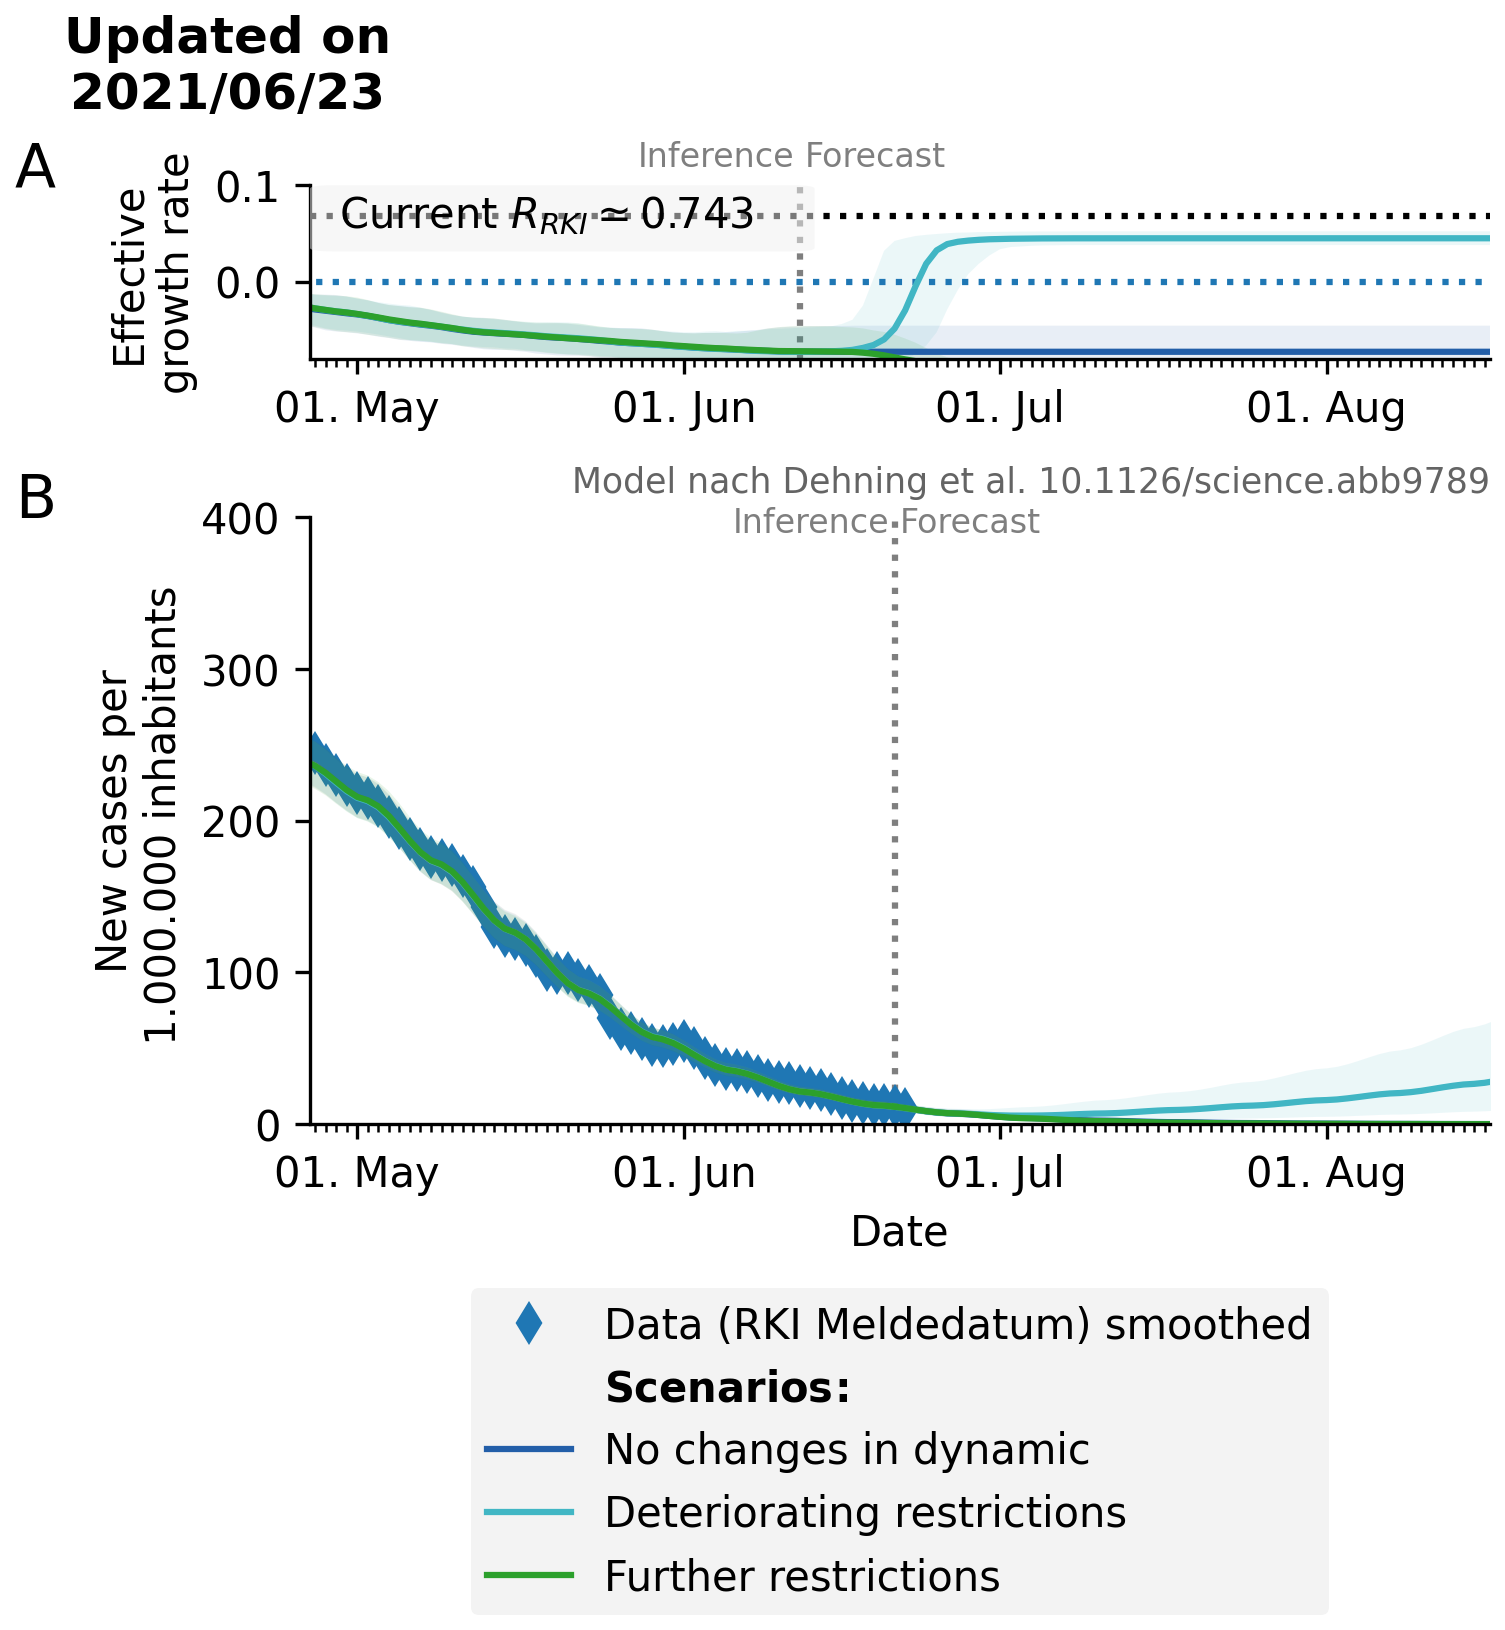 Updated on
2021/06/23
A
Inference Forecast
Effective
growth rate
0.1
0.0
Current R_RKI ≃ 0.743
01. May 01. Jun 01. Jul 01. Aug
B
Model nach Dehning et al. 10.1126/science.abb9789
Inference Forecast
New cases per
1.000.000 inhabitants
400
300
200
100
0
01. May 01. Jun 01. Jul 01. Aug
Date
Data (RKI Meldedatum) smoothed
Scenarios:
No changes in dynamic
Deteriorating restrictions
Further restrictions